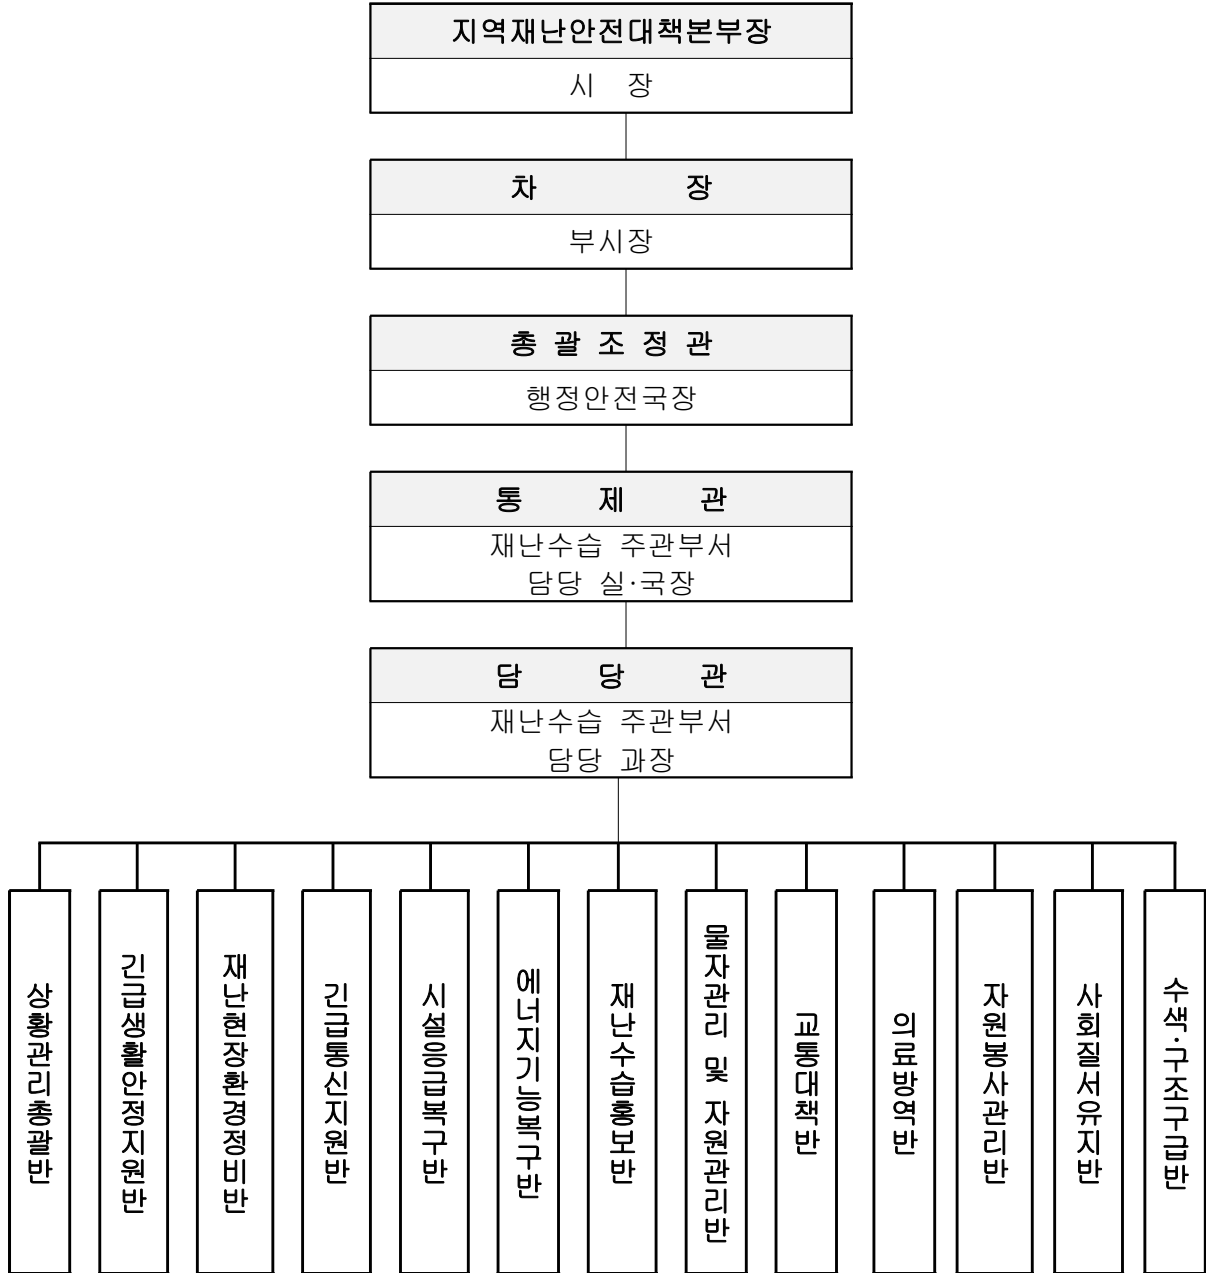 지역재난안전대책본부장
시 장
차 장
부시장
총 괄 조 정 관
행정안전국장
통 제 관
재난수습 주관부서
담당 실·국장
담 당 관
재난수습 주관부서
담당 과장
상황관리총괄반
긴급생활안정지원반
재난현장환경정비반
긴급통신지원반
시설응급복구반
에너지기능복구반
재난수습홍보반
물자관리 및 자원관리반
교통대책반
의료방역반
자원봉사관리반
사회질서유지반
수색·구조구급반